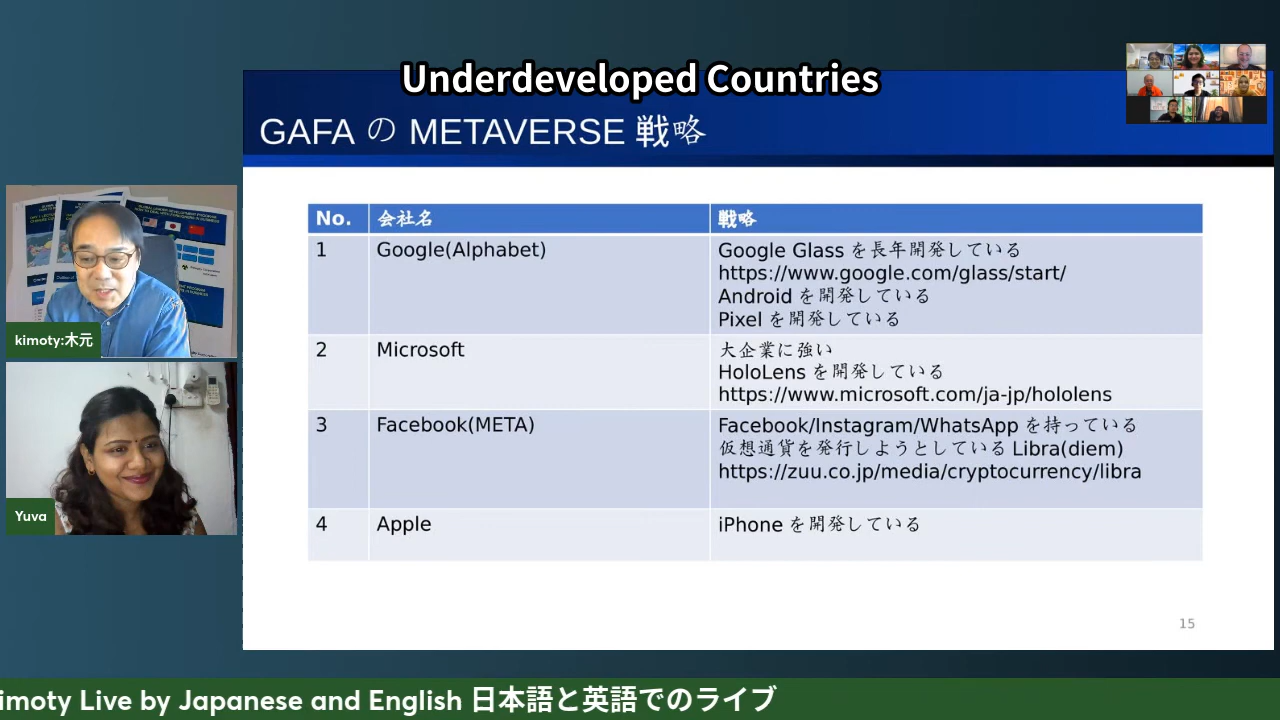 Underdeveloped Countries
GAFA の METAVERSE 戦略
No. 会社名 戦略
1 Google(Alphabet) Google Glass を長年開発している
https://www.google.com/glass/start/
Android を開発している
Pixel を開発している
2 Microsoft 大企業に強い
HoloLens を開発している
https://www.microsoft.com/ja-jp/hololens
3 Facebook(META) Facebook/Instagram/WhatsApp を持っている
仮想通貨を発行しようとしている Libra(diem)
https://zuu.co.jp/media/cryptocurrency/libra
4 Apple iPhone を開発している
15
kimoty:木元
Yuva
imoty Live by Japanese and English 日本語と英語でのライブ